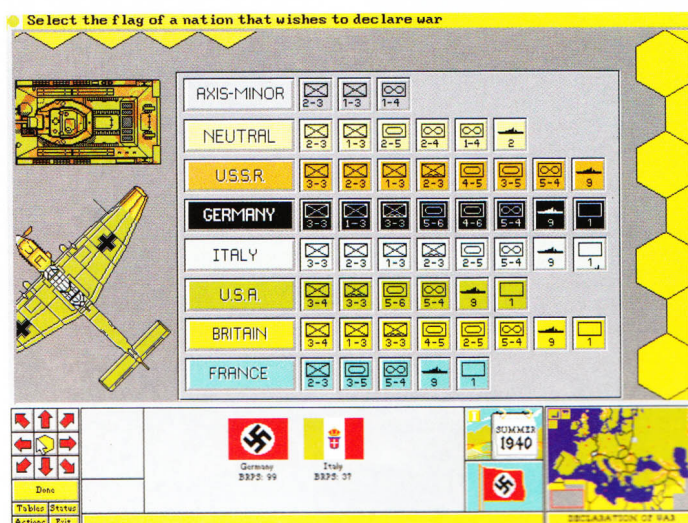 Select the flag of a nation that wishes to declare war
AXIS-MINOR 2-3 1-3 1-4
NEUTRAL 2-3 1-3 2-5 2-4 1-4 2
U.S.S.R. 3-3 2-3 1-3 2-3 4-5 3-5 5-4 9
GERMANY 3-3 1-3 3-3 5-6 4-6 5-4 9 1
ITALY 3-3 2-3 1-3 2-3 2-5 5-4 9 1
U.S.A. 3-4 3-3 5-6 5-4 9 1
BRITAIN 3-4 1-3 3-3 4-5 2-5 5-4 9 1
FRANCE 2-3 3-5 5-4 9 1
SUMMER
1940
Germany
BRPS: 99
Italy
BRPS: 37
Done
Tables Status
Actions Exit
DECLARATION OF WAR